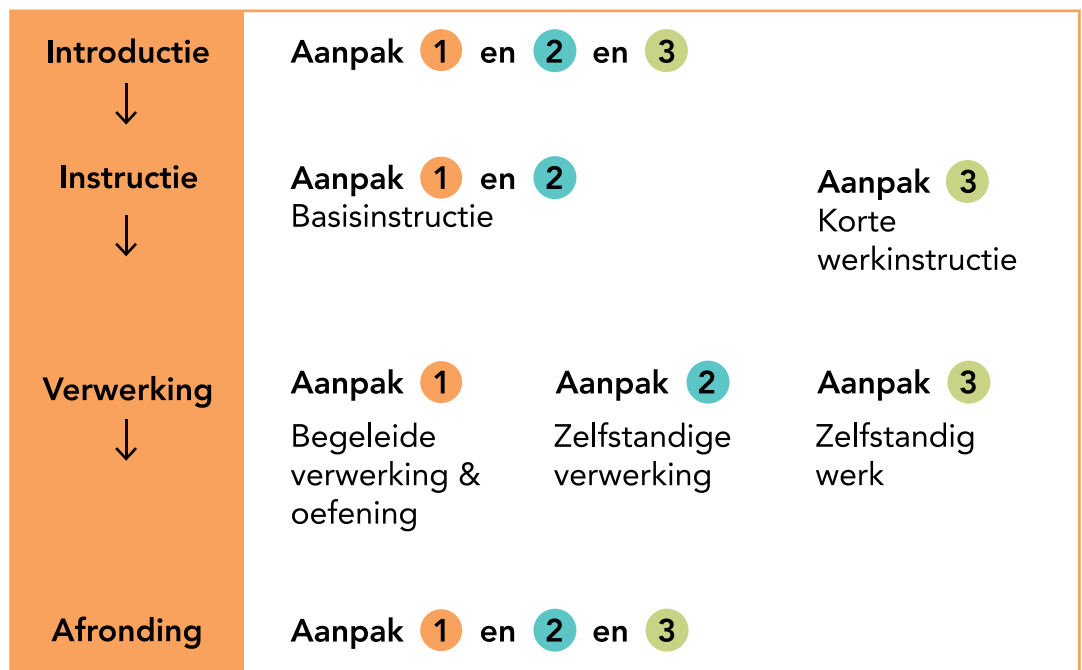 Introductie
Aanpak 1 en 2 en 3
Instructie
Aanpak 1 en 2
Basisinstructie
Aanpak 3
Korte
werkinstructie
Verwerking
Aanpak 1
Begeleide
verwerking &
oefening
Aanpak 2
Zelfstandige
verwerking
Aanpak 3
Zelfstandig
werk
Afronding
Aanpak 1 en 2 en 3